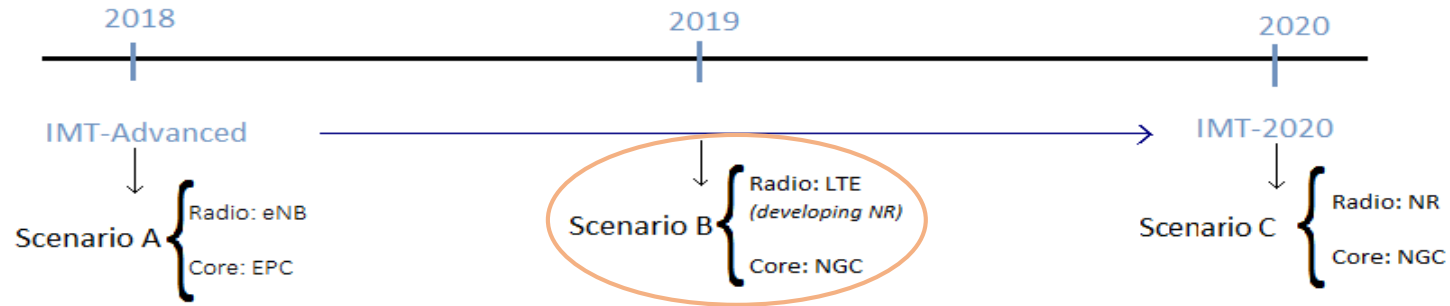 2018
2019
2020
IMT-Advanced
IMT-2020
Scenario A
Radio: eNB
Core: EPC
Scenario B
Radio: LTE
(developing NR)
Core: NGC
Scenario C
Radio: NR
Core: NGC